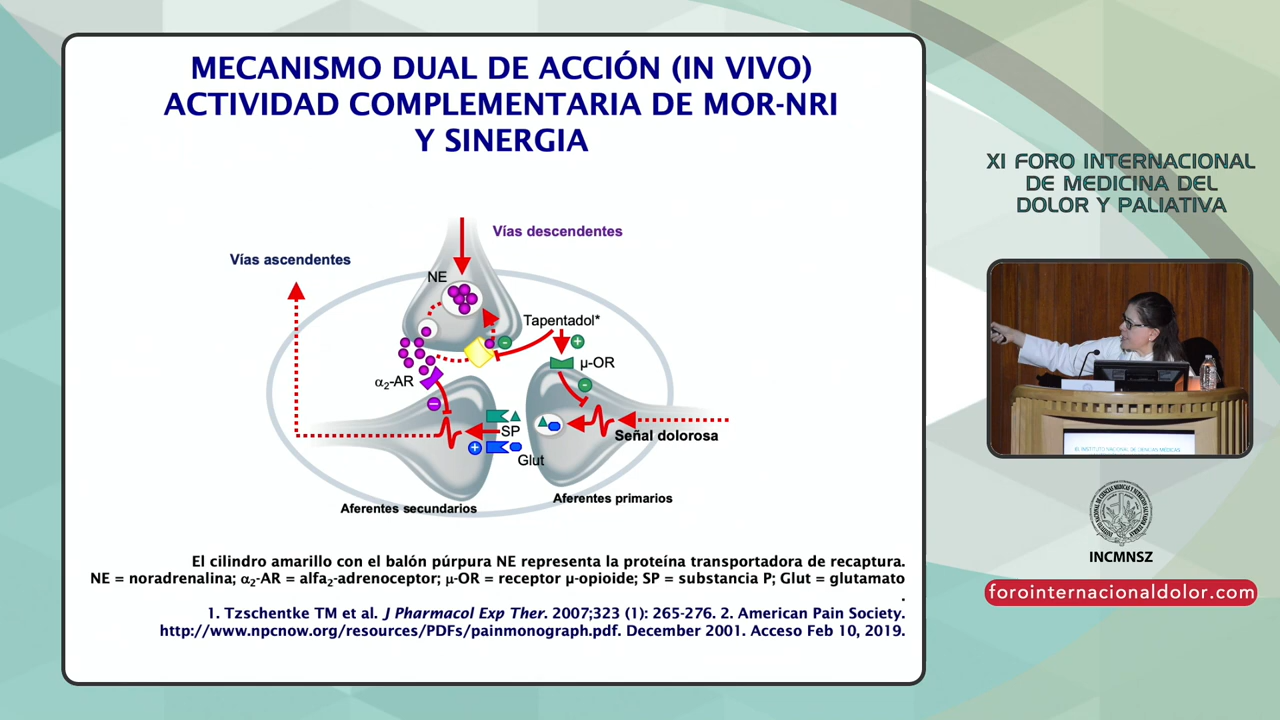 MECANISMO DUAL DE ACCIÓN (IN VIVO)
ACTIVIDAD COMPLEMENTARIA DE MOR-NRI
Y SINERGIA
Vías descendentes
Vías ascendentes
NE
Tapentadol*
-
+
μ-OR
α2-AR
-
-
SP
+
Glut
Señal dolorosa
Aferentes primarios
Aferentes secundarios
El cilindro amarillo con el balón púrpura NE representa la proteína transportadora de recaptura.
NE = noradrenalina; α2-AR = alfa2-adrenoceptor; μ-OR = receptor μ-opioide; SP = substancia P; Glut = glutamato
.
1. Tzschentke TM et al. J Pharmacol Exp Ther. 2007;323 (1): 265-276. 2. American Pain Society.
http://www.npcnow.org/resources/PDFs/painmonograph.pdf. December 2001. Acceso Feb 10, 2019.
XI FORO INTERNACIONAL
DE MEDICINA DEL
DOLOR Y PALIATIVA
INCMNSZ
forointernacionaldolor.com